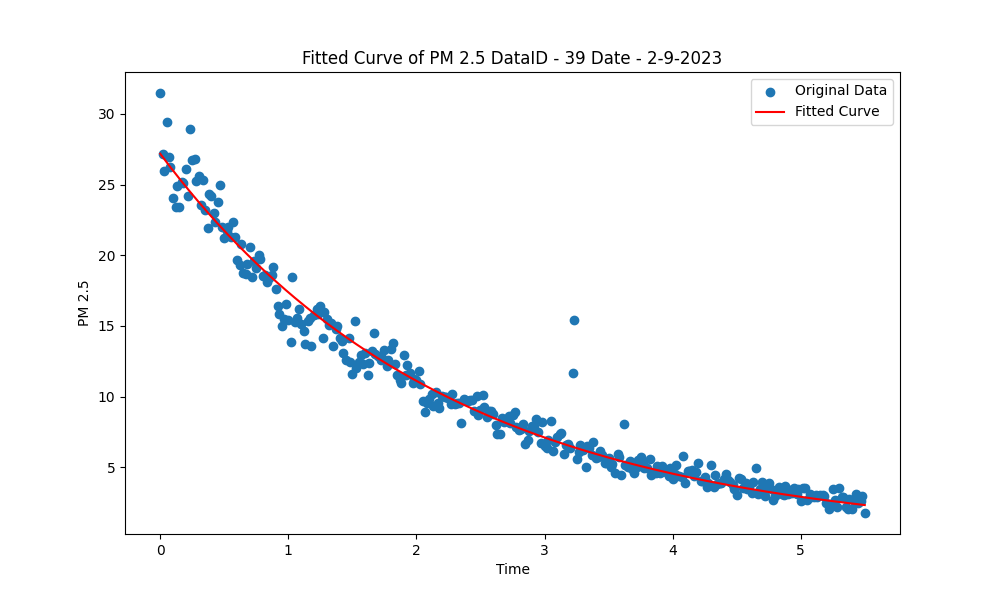 Fitted Curve of PM 2.5 DataID - 39 Date - 2-9-2023
Original Data
Fitted Curve
30
25
20
15
10
5
PM 2.5
0 1 2 3 4 5
Time